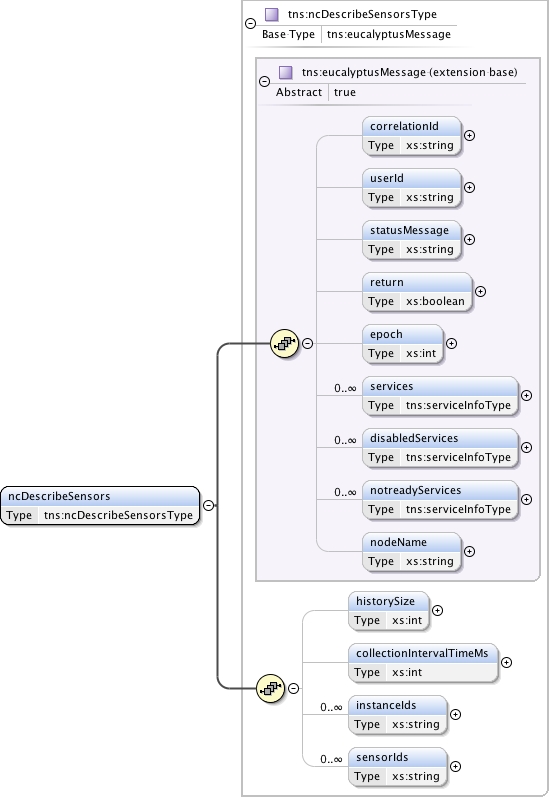 tns:ncDescribeSensorsType
Base Type tns:eucalyptusMessage
tns:eucalyptusMessage (extension base)
Abstract true
correlationId
Type xs:string
userId
Type xs:string
statusMessage
Type xs:string
return
Type xs:boolean
epoch
Type xs:int
0..∞ services
Type tns:serviceInfoType
0..∞ disabledServices
Type tns:serviceInfoType
0..∞ notreadyServices
Type tns:serviceInfoType
nodeName
Type xs:string
ncDescribeSensors
Type tns:ncDescribeSensorsType
historySize
Type xs:int
collectionIntervalTimeMs
Type xs:int
0..∞ instanceIds
Type xs:string
0..∞ sensorIds
Type xs:string